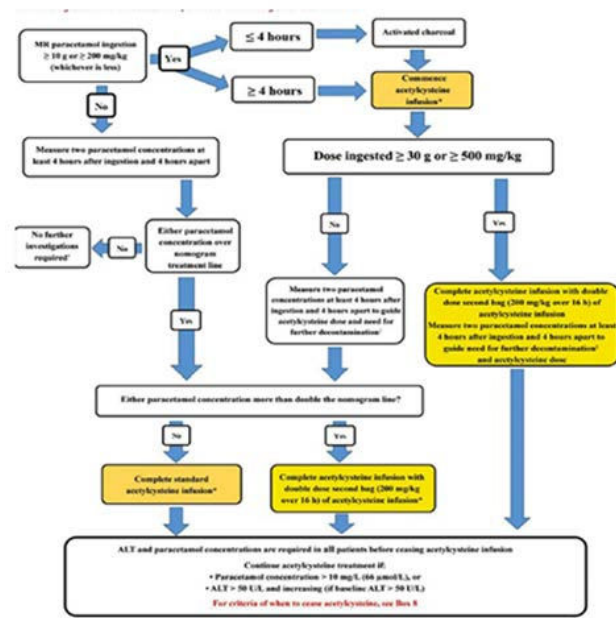 MR paracetamol ingestion
≥ 10 g or ≥ 200 mg/kg
(whichever is less)
Yes
≤ 4 hours
Activated charcoal
≥ 4 hours
Commence
acetylcysteine
infusion*
No
Measure two paracetamol concentrations at
least 4 hours after ingestion and 4 hours apart
Dose ingested ≥ 30 g or ≥ 500 mg/kg
No further
investigations
required†
No
Either paracetamol
concentration over
nomogram
treatment line
No
Yes
Yes
Measure two paracetamol
concentrations at least 4 hours after
ingestion and 4 hours apart to guide
acetylcysteine dose and need for
further decontamination
Complete acetylcysteine infusion with double
dose second bag (200 mg/kg over 16 h) of
acetylcysteine infusion
Measure two paracetamol concentrations at least
4 hours after ingestion and 4 hours apart to
guide need for further decontamination
and acetylcysteine dose
Either paracetamol concentration more than double the nomogram line?
No
Yes
Complete standard
acetylcysteine infusion*
Complete acetylcysteine infusion with
double dose second bag (200 mg/kg
over 16 h) of acetylcysteine infusion*
ALT and paracetamol concentrations are required in all patients before ceasing acetylcysteine infusion
Continue acetylcysteine treatment if:
• Paracetamol concentration > 10 mg/L (66 µmol/L), or
• ALT > 50 U/L and increasing (if baseline ALT > 50 U/L)
For criteria of when to cease acetylcysteine, see Box 8